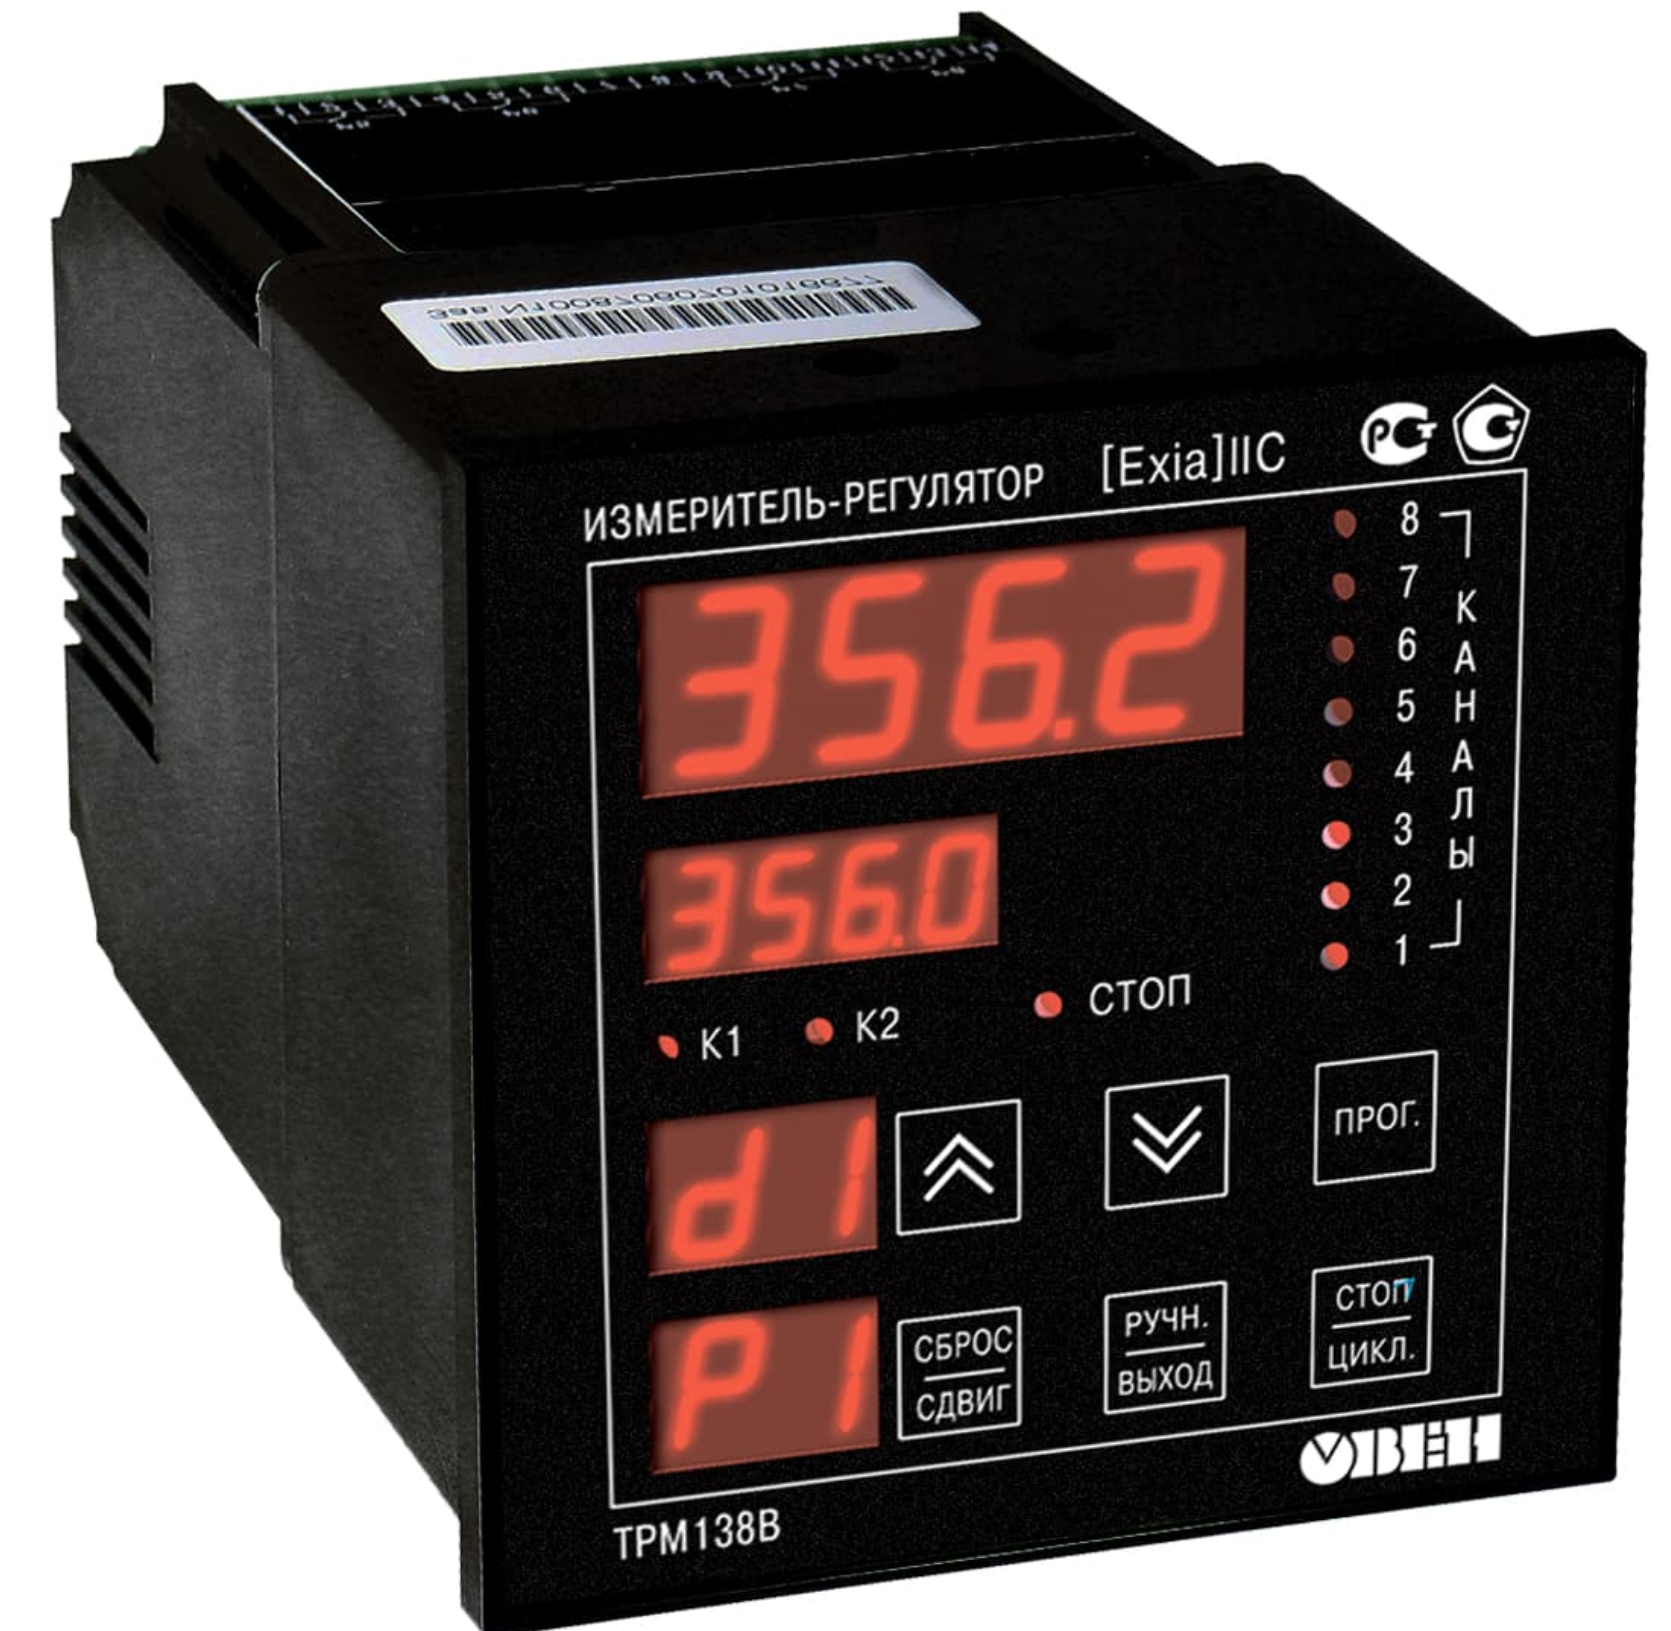 ИЗМЕРИТЕЛЬ-РЕГУЛЯТОР [Exia]IIC
356.2
356.0
8
7
6
5
4
3
2
1
КАНАЛЫ
К1 К2 СТОП
d1
ПРОГ.
P1
СБРОС
СДВИГ
РУЧН.
ВЫХОД
СТОП
ЦИКЛ.
ОВЕН
ТРМ138В